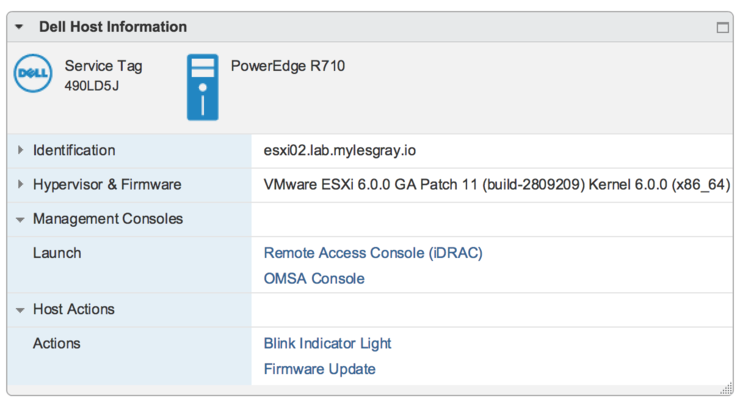 Dell Host Information
DELL
Service Tag
490LD5J
PowerEdge R710
Identification
esxi02.lab.mylesgray.io
Hypervisor & Firmware
VMware ESXi 6.0.0 GA Patch 11 (build-2809209) Kernel 6.0.0 (x86_64)
Management Consoles
Launch
Remote Access Console (iDRAC)
OMSA Console
Host Actions
Actions
Blink Indicator Light
Firmware Update